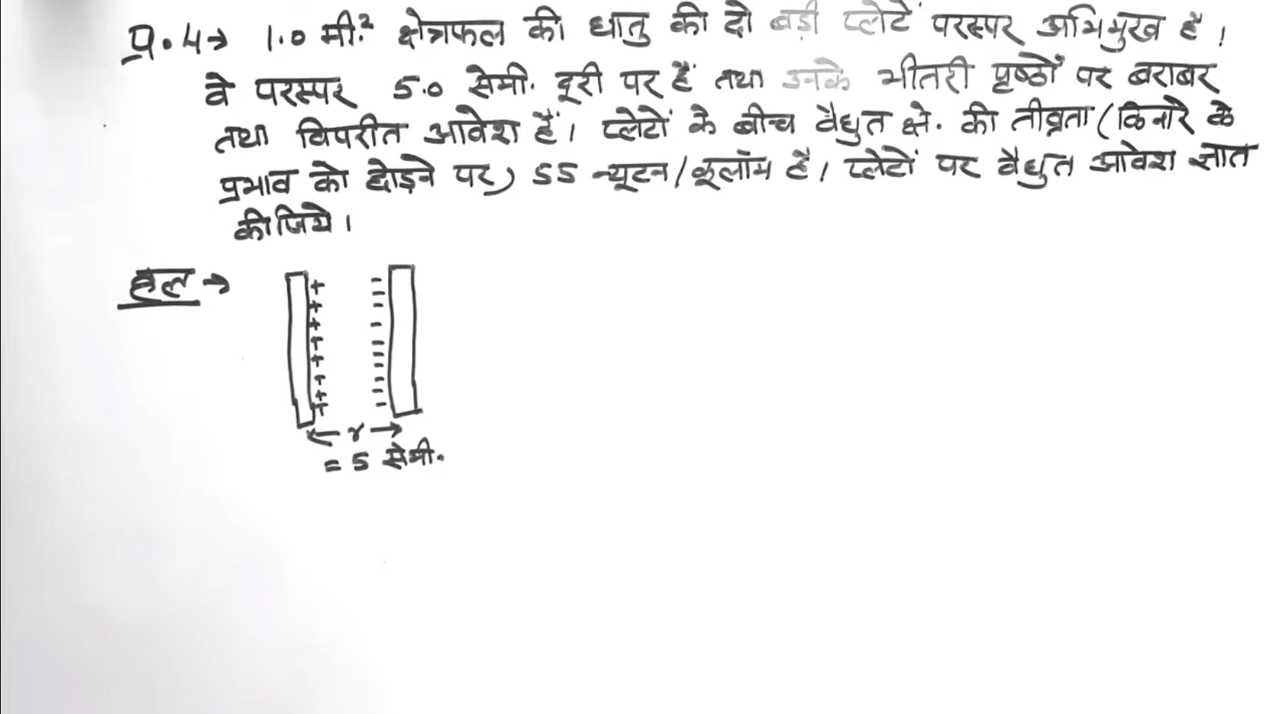 प्र.4→ 1.0 मी.² क्षेत्रफल की धातु की दो बड़ी प्लेटें परस्पर अभिमुख हैं।
वे परस्पर 5.0 सेमी. दूरी पर हैं तथा उनके भीतरी पृष्ठों पर बराबर
तथा विपरीत आवेश हैं। प्लेटों के बीच वैधुत क्षे. की तीव्रता (किनारे के
प्रभाव को छोड़ने पर) 55 न्यूटन/कूलॉम है। प्लेटों पर वैधुत आवेश ज्ञात
कीजिये।
हल →
+ + + + + + + +
- - - - - - - - -
← r →
= 5 सेमी.